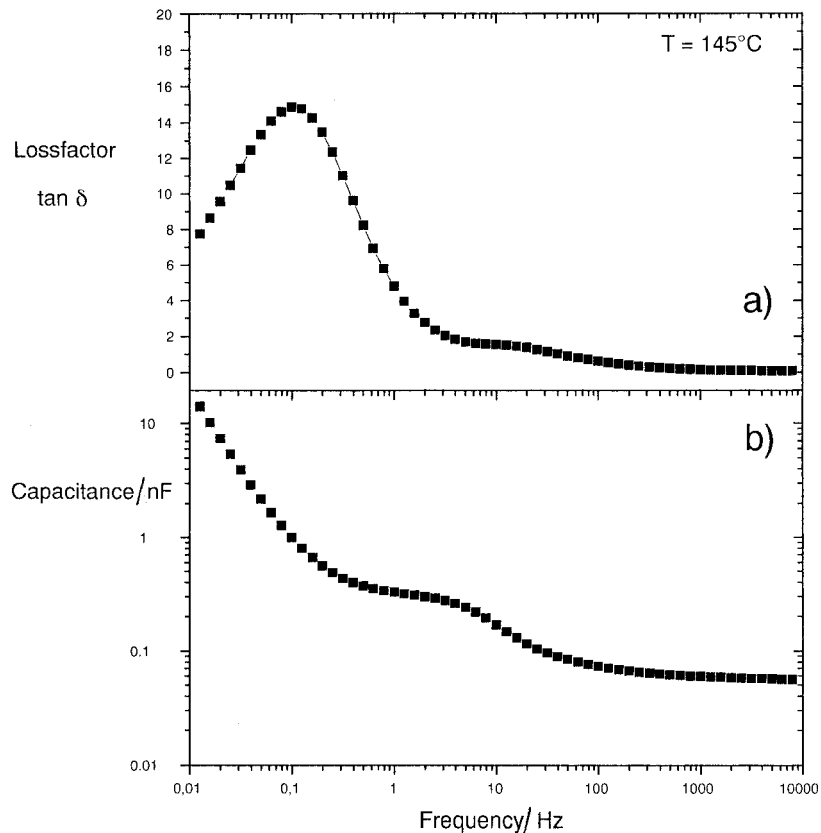 20
18
T = 145°C
16
14
Lossfactor
12
tan δ
10
8
6
4
a)
2
0
10
b)
Capacitance/nF
1
0.1
0.01
0,01 0,1 1 10 100 1000 10000
Frequency/ Hz